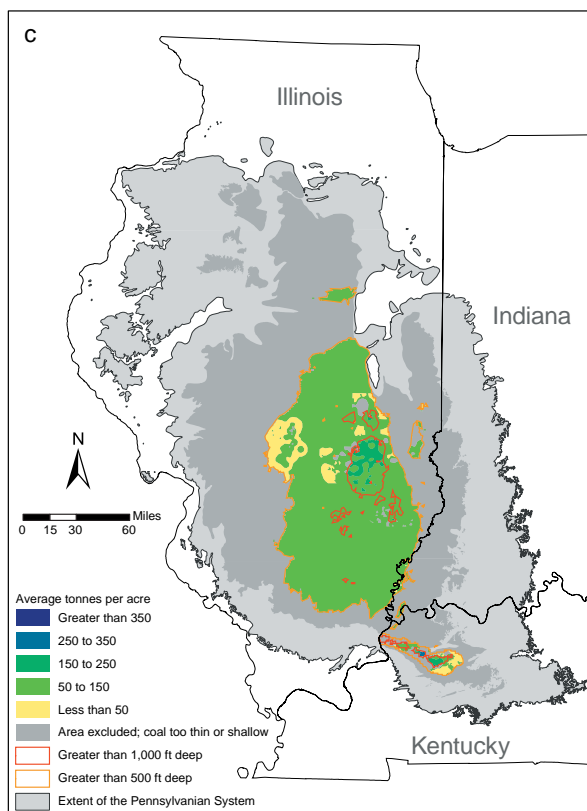 c
Illinois
Indiana
N
Miles
0 15 30 60
Average tonnes per acre
Greater than 350
250 to 350
150 to 250
50 to 150
Less than 50
Area excluded; coal too thin or shallow
Greater than 1,000 ft deep
Greater than 500 ft deep
Extent of the Pennsylvanian System
Kentucky